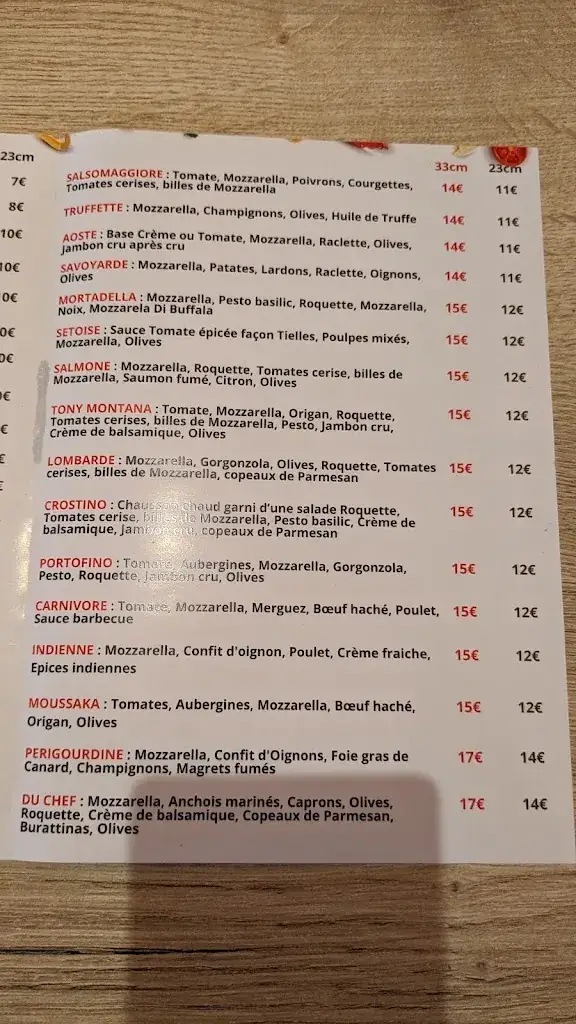 23cm
7€
8€
10€
10€
0€
0€
0€
€
€
€
33cm 23cm
SALSOMAGGIORE : Tomate, Mozzarella, Poivrons, Courgettes,
Tomates cerises, billes de Mozzarella 14€ 11€
TRUFFETTE : Mozzarella, Champignons, Olives, Huile de Truffe 14€ 11€
AOSTE : Base Crème ou Tomate, Mozzarella, Raclette, Olives,
jambon cru après cru 14€ 11€
SAVOYARDE : Mozzarella, Patates, Lardons, Raclette, Oignons,
Olives 14€ 11€
MORTADELLA : Mozzarella, Pesto basilic, Roquette, Mozzarella,
Noix, Mozzarela Di Buffala 15€ 12€
SETOISE : Sauce Tomate épicée façon Tielles, Poulpes mixés,
Mozzarella, Olives 15€ 12€
SALMONE : Mozzarella, Roquette, Tomates cerise, billes de
Mozzarella, Saumon fumé, Citron, Olives 15€ 12€
TONY MONTANA : Tomate, Mozzarella, Origan, Roquette,
Tomates cerises, billes de Mozzarella, Pesto, Jambon cru,
Crème de balsamique, Olives 15€ 12€
LOMBARDE : Mozzarella, Gorgonzola, Olives, Roquette, Tomates
cerises, billes de Mozzarella, copeaux de Parmesan 15€ 12€
CROSTINO : Chausson chaud garni d'une salade Roquette,
Tomates cerise, billes de Mozzarella, Pesto basilic, Crème de
balsamique, Jambon cru, copeaux de Parmesan 15€ 12€
PORTOFINO : Tomate, Aubergines, Mozzarella, Gorgonzola,
Pesto, Roquette, Jambon cru, Olives 15€ 12€
CARNIVORE : Tomate, Mozzarella, Merguez, Bœuf haché, Poulet,
Sauce barbecue 15€ 12€
INDIENNE : Mozzarella, Confit d'oignon, Poulet, Crème fraiche,
Epices indiennes 15€ 12€
MOUSSAKA : Tomates, Aubergines, Mozzarella, Bœuf haché,
Origan, Olives 15€ 12€
PERIGOURDINE : Mozzarella, Confit d'Oignons, Foie gras de
Canard, Champignons, Magrets fumés 17€ 14€
DU CHEF : Mozzarella, Anchois marinés, Caprons, Olives,
Roquette, Crème de balsamique, Copeaux de Parmesan,
Burattinas, Olives 17€ 14€